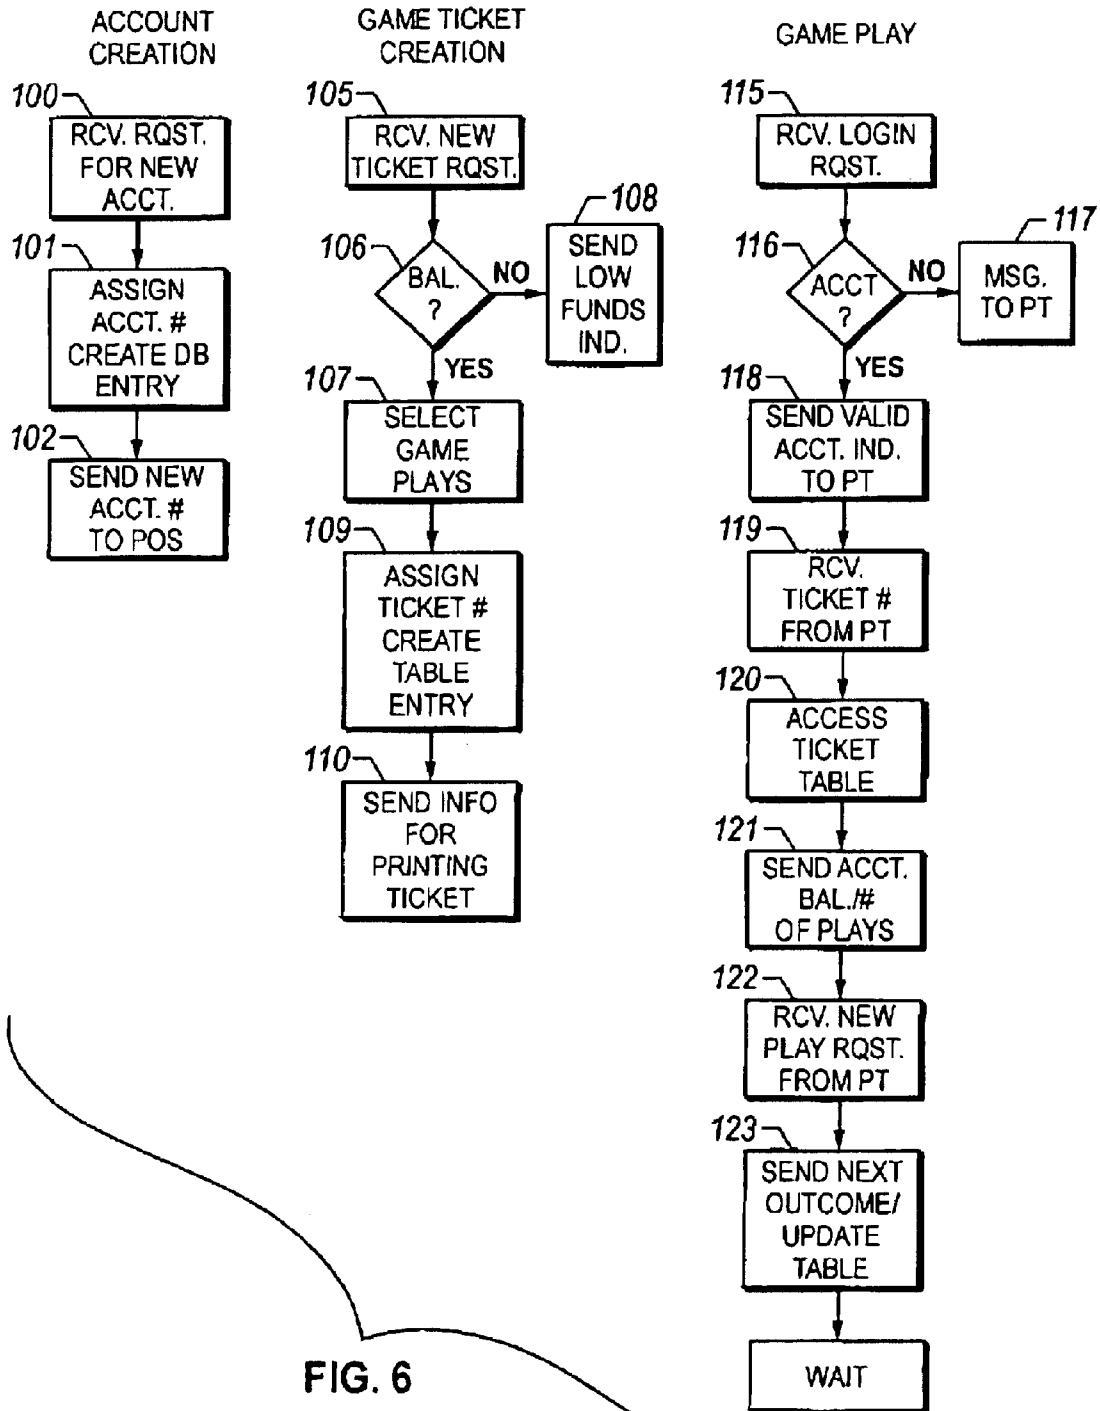 ACCOUNT
CREATION
100
RCV. RQST.
FOR NEW
ACCT.
101
ASSIGN
ACCT. #
CREATE DB
ENTRY
102
SEND NEW
ACCT. #
TO POS
GAME TICKET
CREATION
105
RCV. NEW
TICKET RQST.
106
BAL.
?
NO
108
SEND
LOW
FUNDS
IND.
YES
107
SELECT
GAME
PLAYS
109
ASSIGN
TICKET #
CREATE
TABLE
ENTRY
110
SEND INFO
FOR
PRINTING
TICKET
GAME PLAY
115
RCV. LOGIN
RQST.
116
ACCT
?
NO
117
MSG.
TO PT
YES
118
SEND VALID
ACCT. IND.
TO PT
119
RCV.
TICKET #
FROM PT
120
ACCESS
TICKET
TABLE
121
SEND ACCT.
BAL./#
OF PLAYS
122
RCV. NEW
PLAY RQST.
FROM PT
123
SEND NEXT
OUTCOME/
UPDATE
TABLE
WAIT
FIG. 6